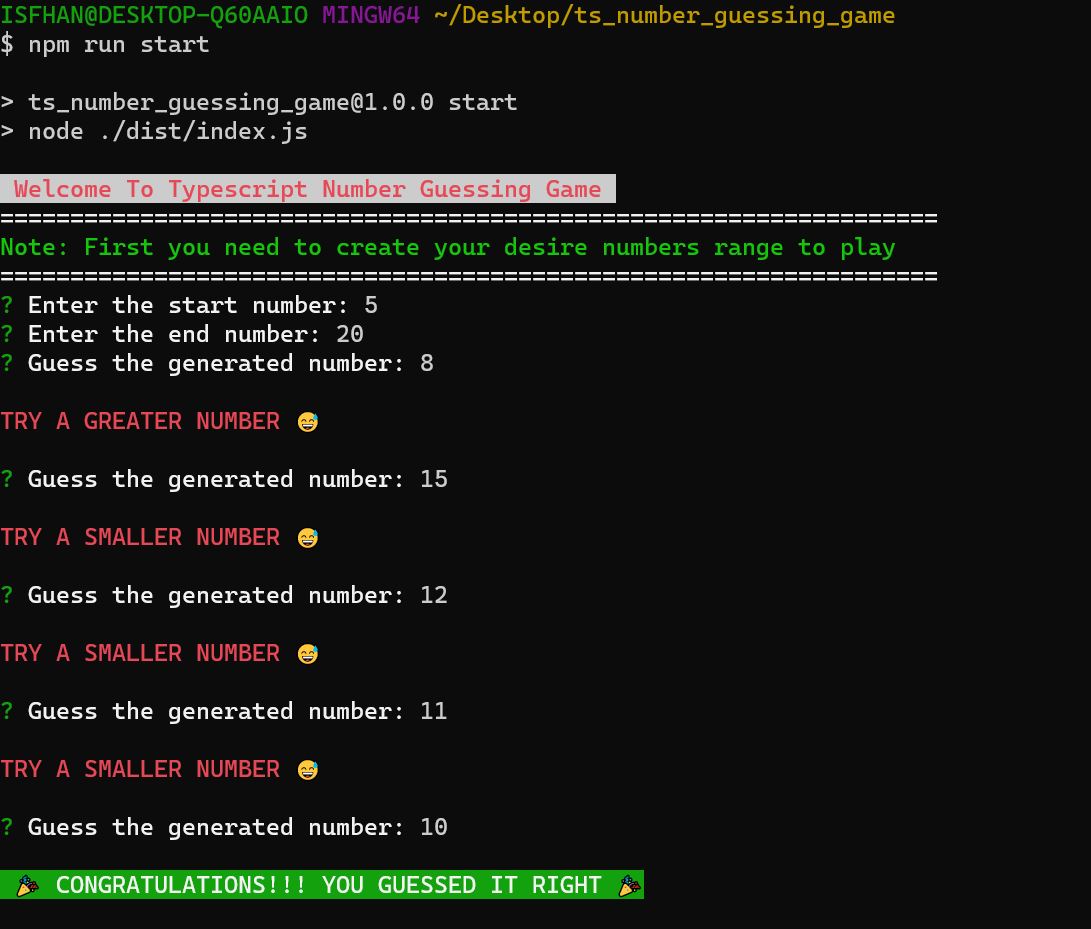 ISFHAN@DESKTOP-Q60AAIO MINGW64 ~/Desktop/ts_number_guessing_game
$ npm run start
> ts_number_guessing_game@1.0.0 start
> node ./dist/index.js
Welcome To Typescript Number Guessing Game
===================================================================
Note: First you need to create your desire numbers range to play
===================================================================
? Enter the start number: 5
? Enter the end number: 20
? Guess the generated number: 8
TRY A GREATER NUMBER 😅
? Guess the generated number: 15
TRY A SMALLER NUMBER 😅
? Guess the generated number: 12
TRY A SMALLER NUMBER 😅
? Guess the generated number: 11
TRY A SMALLER NUMBER 😅
? Guess the generated number: 10
🎉 CONGRATULATIONS!!! YOU GUESSED IT RIGHT 🎉